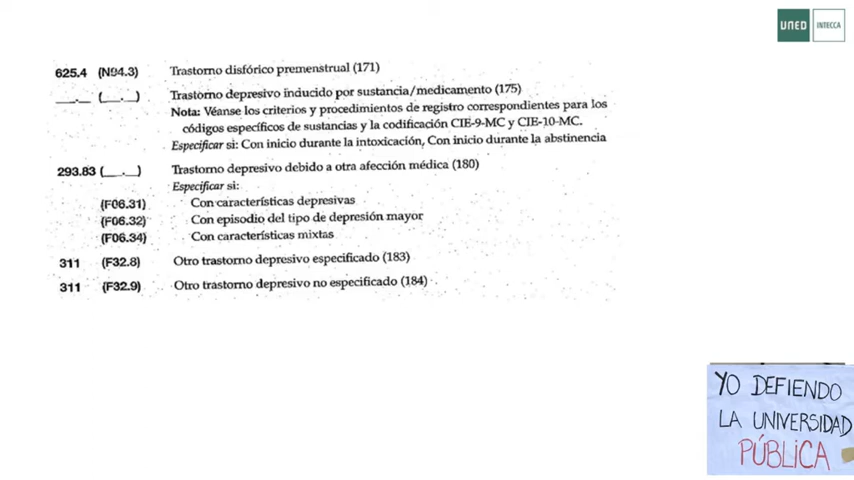 UNED INTECCA
625.4 (N94.3) Trastorno disfórico premenstrual (171)
__.__ (__.__) Trastorno depresivo inducido por sustancia/medicamento (175)
Nota: Véanse los criterios y procedimientos de registro correspondientes para los
códigos específicos de sustancias y la codificación CIE-9-MC y CIE-10-MC.
Especificar si: Con inicio durante la intoxicación, Con inicio durante la abstinencia
293.83 (__.__) Trastorno depresivo debido a otra afección médica (180)
Especificar si:
(F06.31) Con características depresivas
(F06.32) Con episodio del tipo de depresión mayor
(F06.34) Con características mixtas
311 (F32.8) Otro trastorno depresivo especificado (183)
311 (F32.9) Otro trastorno depresivo no especificado (184)
YO DEFIENDO
LA UNIVERSIDAD
PÚBLICA